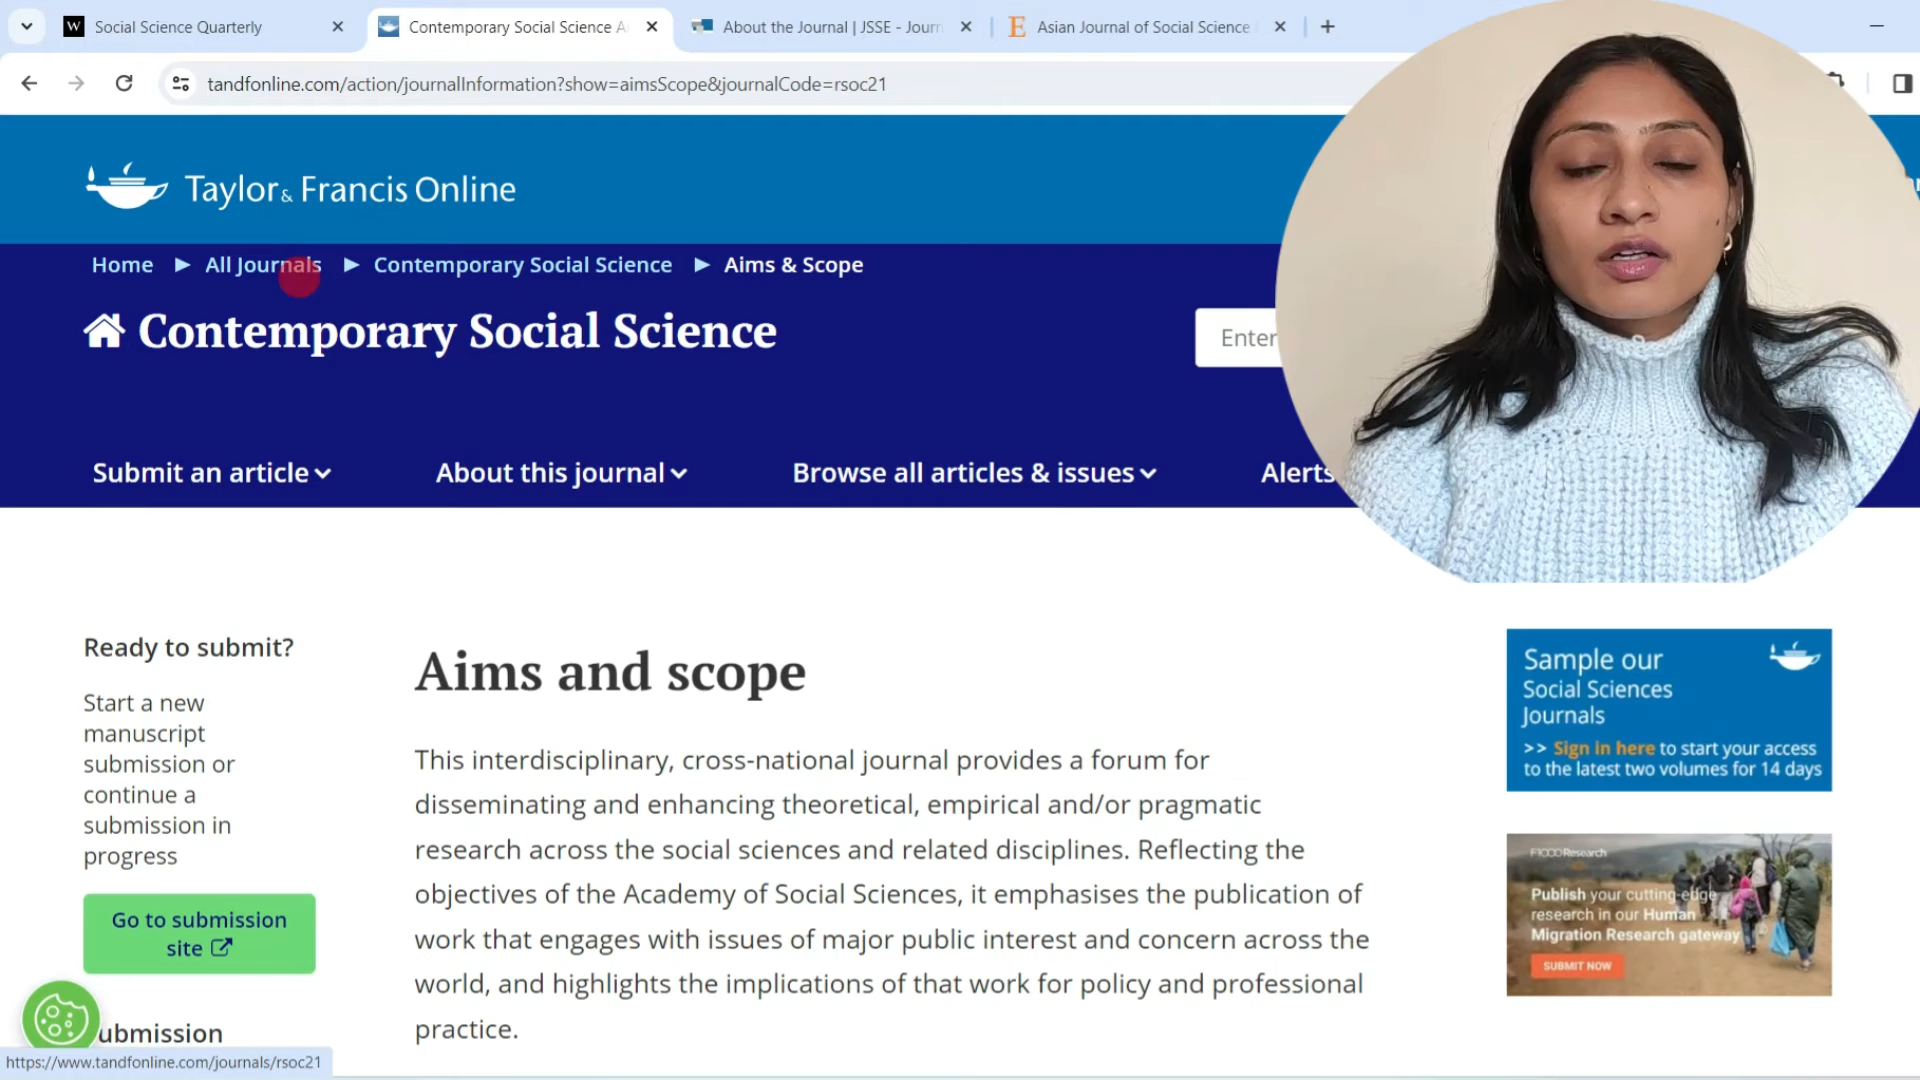 Social Science Quarterly
Contemporary Social Science A
About the Journal | JSSE - Journ
Asian Journal of Social Science
tandfonline.com/action/journalInformation?show=aimsScope&journalCode=rsoc21
Taylor & Francis Online
Home ► All Journals ► Contemporary Social Science ► Aims & Scope
Contemporary Social Science
Enter
Submit an article
About this journal
Browse all articles & issues
Alerts
Ready to submit?
Start a new
manuscript
submission or
continue a
submission in
progress
Go to submission
site
ubmission
Aims and scope
This interdisciplinary, cross-national journal provides a forum for
disseminating and enhancing theoretical, empirical and/or pragmatic
research across the social sciences and related disciplines. Reflecting the
objectives of the Academy of Social Sciences, it emphasises the publication of
work that engages with issues of major public interest and concern across the
world, and highlights the implications of that work for policy and professional
practice.
Sample our
Social Sciences
Journals
>> Sign in here to start your access
to the latest two volumes for 14 days
F1000Research
Publish your cutting-edge
research in our Human
Migration Research gateway
SUBMIT NOW
https://www.tandfonline.com/journals/rsoc21